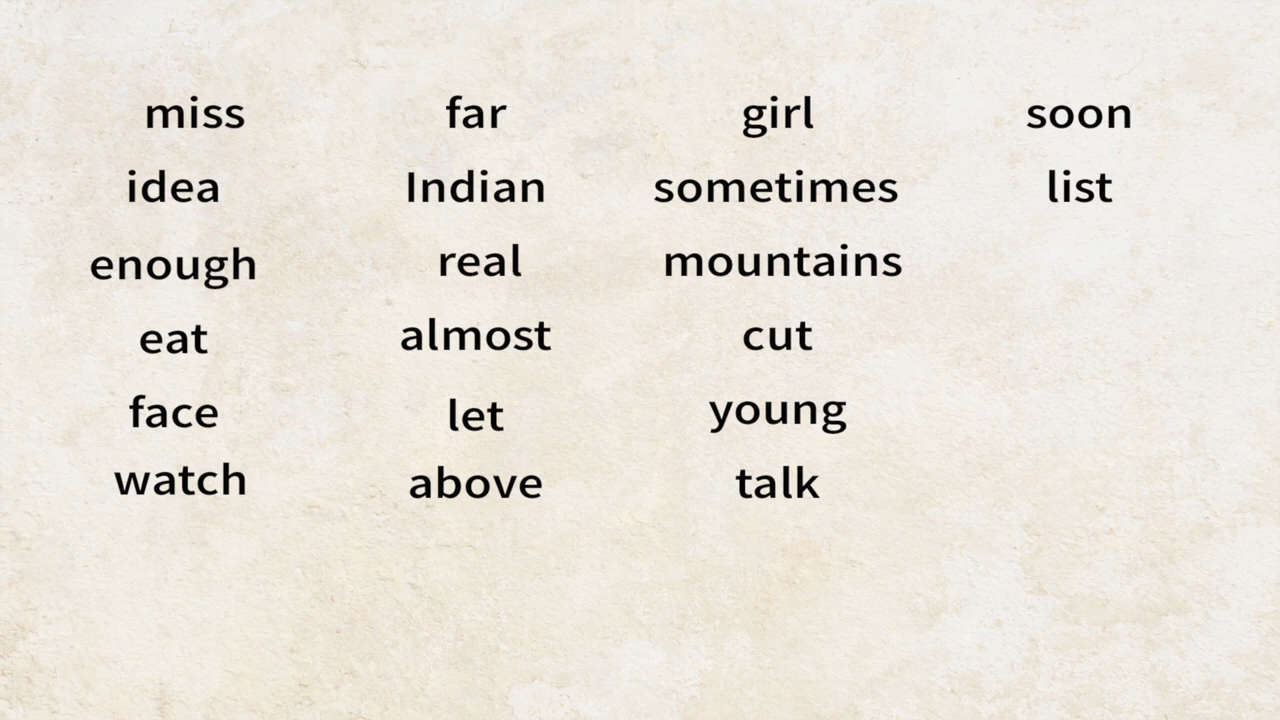 miss
idea
enough
eat
face
watch
far
Indian
real
almost
let
above
girl
sometimes
mountains
cut
young
talk
soon
list